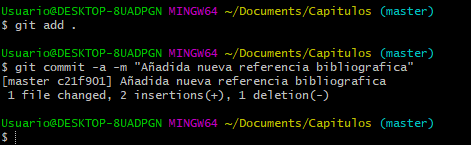 Usuario@DESKTOP-8UADPGN MINGW64 ~/Documents/Capitulos (master)
$ git add .
Usuario@DESKTOP-8UADPGN MINGW64 ~/Documents/Capitulos (master)
$ git commit -a -m "Añadida nueva referencia bibliografica"
[master c21f901] Añadida nueva referencia bibliografica
1 file changed, 2 insertions(+), 1 deletion(-)
Usuario@DESKTOP-8UADPGN MINGW64 ~/Documents/Capitulos (master)
$